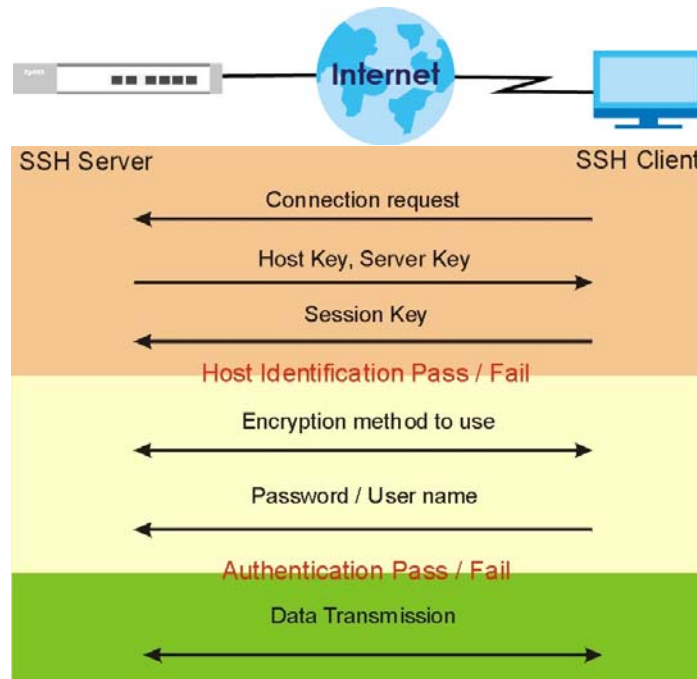 Internet
SSH Server
SSH Client
Connection request
Host Key, Server Key
Session Key
Host Identification Pass / Fail
Encryption method to use
Password / User name
Authentication Pass / Fail
Data Transmission